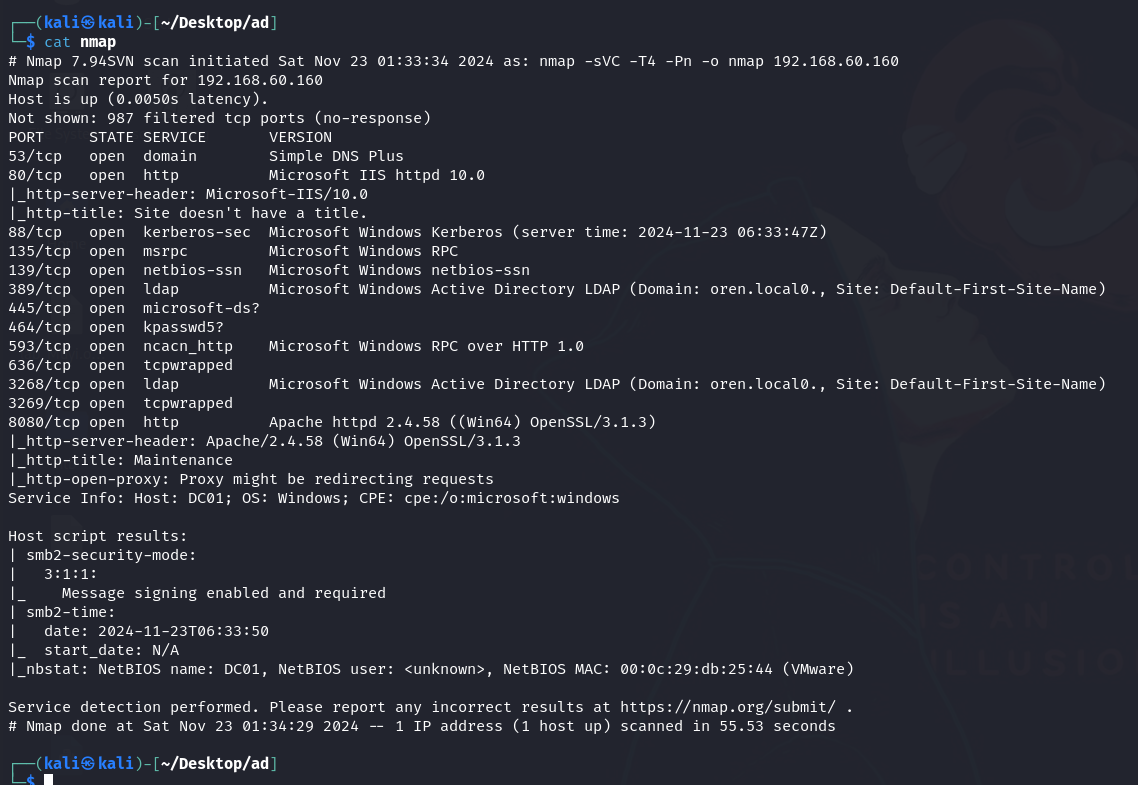 ┌──(kali㉿kali)-[~/Desktop/ad]
└─$ cat nmap
# Nmap 7.94SVN scan initiated Sat Nov 23 01:33:34 2024 as: nmap -sVC -T4 -Pn -o nmap 192.168.60.160
Nmap scan report for 192.168.60.160
Host is up (0.0050s latency).
Not shown: 987 filtered tcp ports (no-response)
PORT     STATE SERVICE       VERSION
53/tcp   open  domain        Simple DNS Plus
80/tcp   open  http          Microsoft IIS httpd 10.0
|_http-server-header: Microsoft-IIS/10.0
|_http-title: Site doesn't have a title.
88/tcp   open  kerberos-sec  Microsoft Windows Kerberos (server time: 2024-11-23 06:33:47Z)
135/tcp  open  msrpc         Microsoft Windows RPC
139/tcp  open  netbios-ssn   Microsoft Windows netbios-ssn
389/tcp  open  ldap          Microsoft Windows Active Directory LDAP (Domain: oren.local0., Site: Default-First-Site-Name)
445/tcp  open  microsoft-ds?
464/tcp  open  kpasswd5?
593/tcp  open  ncacn_http    Microsoft Windows RPC over HTTP 1.0
636/tcp  open  tcpwrapped
3268/tcp open  ldap          Microsoft Windows Active Directory LDAP (Domain: oren.local0., Site: Default-First-Site-Name)
3269/tcp open  tcpwrapped
8080/tcp open  http          Apache httpd 2.4.58 ((Win64) OpenSSL/3.1.3)
|_http-server-header: Apache/2.4.58 (Win64) OpenSSL/3.1.3
|_http-title: Maintenance
|_http-open-proxy: Proxy might be redirecting requests
Service Info: Host: DC01; OS: Windows; CPE: cpe:/o:microsoft:windows

Host script results:
| smb2-security-mode:
|   3:1:1:
|_    Message signing enabled and required
| smb2-time:
|   date: 2024-11-23T06:33:50
|_  start_date: N/A
|_nbstat: NetBIOS name: DC01, NetBIOS user: <unknown>, NetBIOS MAC: 00:0c:29:db:25:44 (VMware)

Service detection performed. Please report any incorrect results at https://nmap.org/submit/ .
# Nmap done at Sat Nov 23 01:34:29 2024 -- 1 IP address (1 host up) scanned in 55.53 seconds

┌──(kali㉿kali)-[~/Desktop/ad]
└─$
CONTROL
IS AN
ILLUSIO